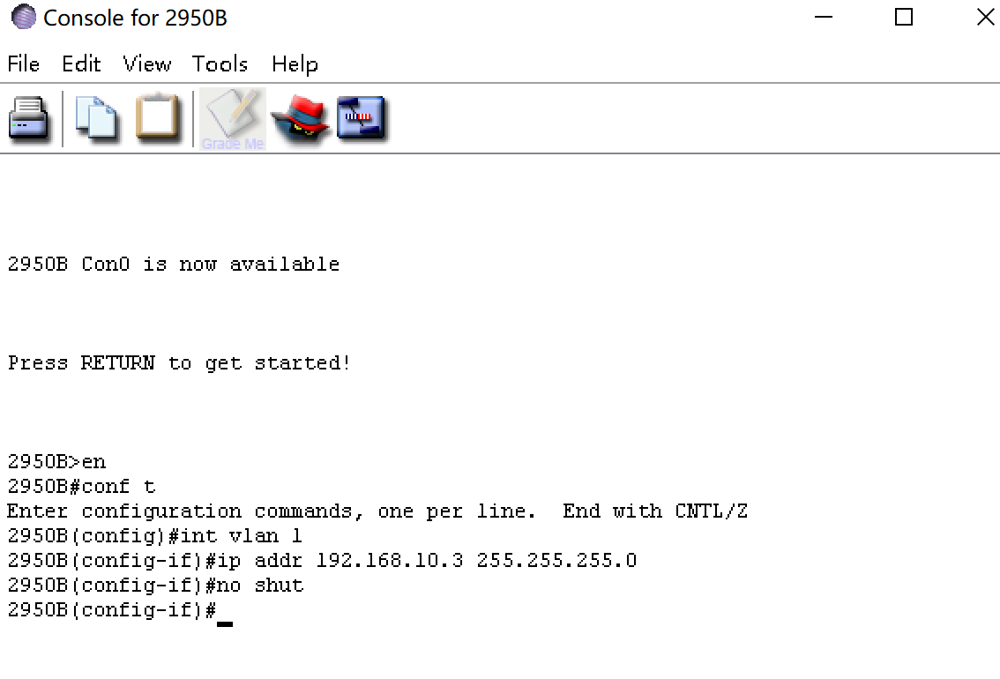 Console for 2950B
File Edit View Tools Help
Grade Me
2950B Con0 is now available
Press RETURN to get started!
2950B>en
2950B#conf t
Enter configuration commands, one per line.  End with CNTL/Z
2950B(config)#int vlan 1
2950B(config-if)#ip addr 192.168.10.3 255.255.255.0
2950B(config-if)#no shut
2950B(config-if)#